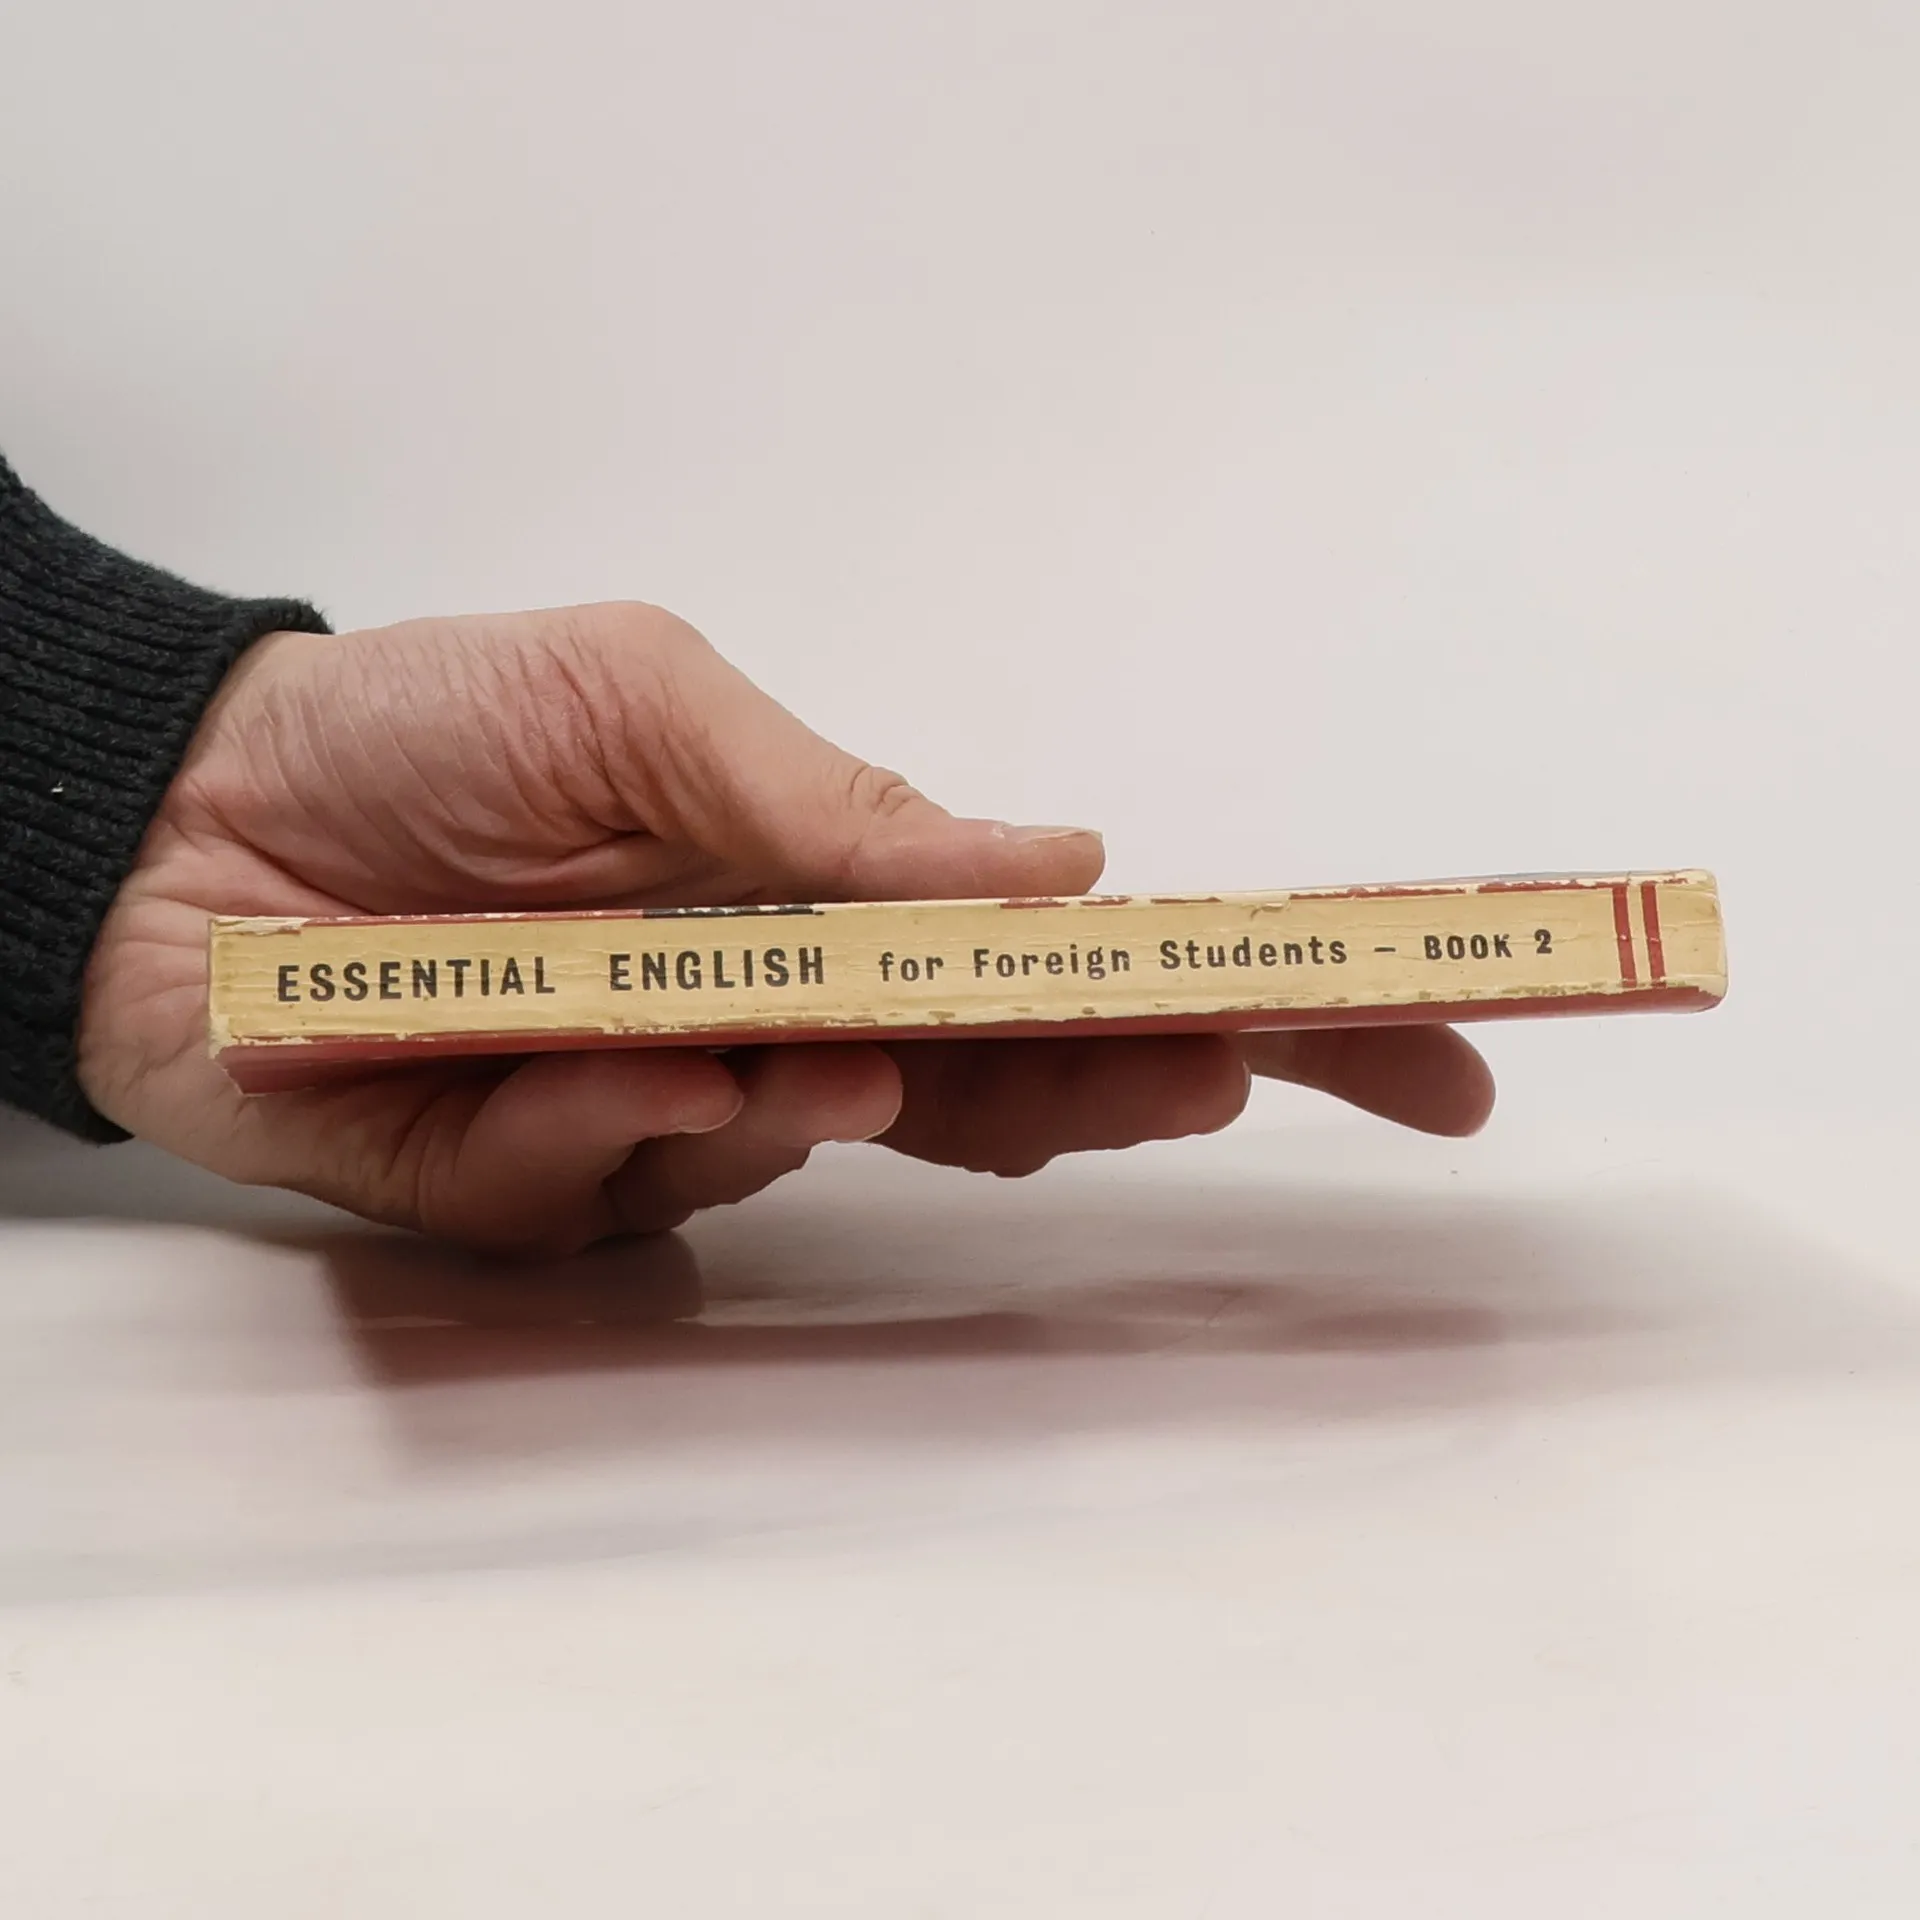 ESSENTIAL ENGLISH for Foreign Students – BOOK 2